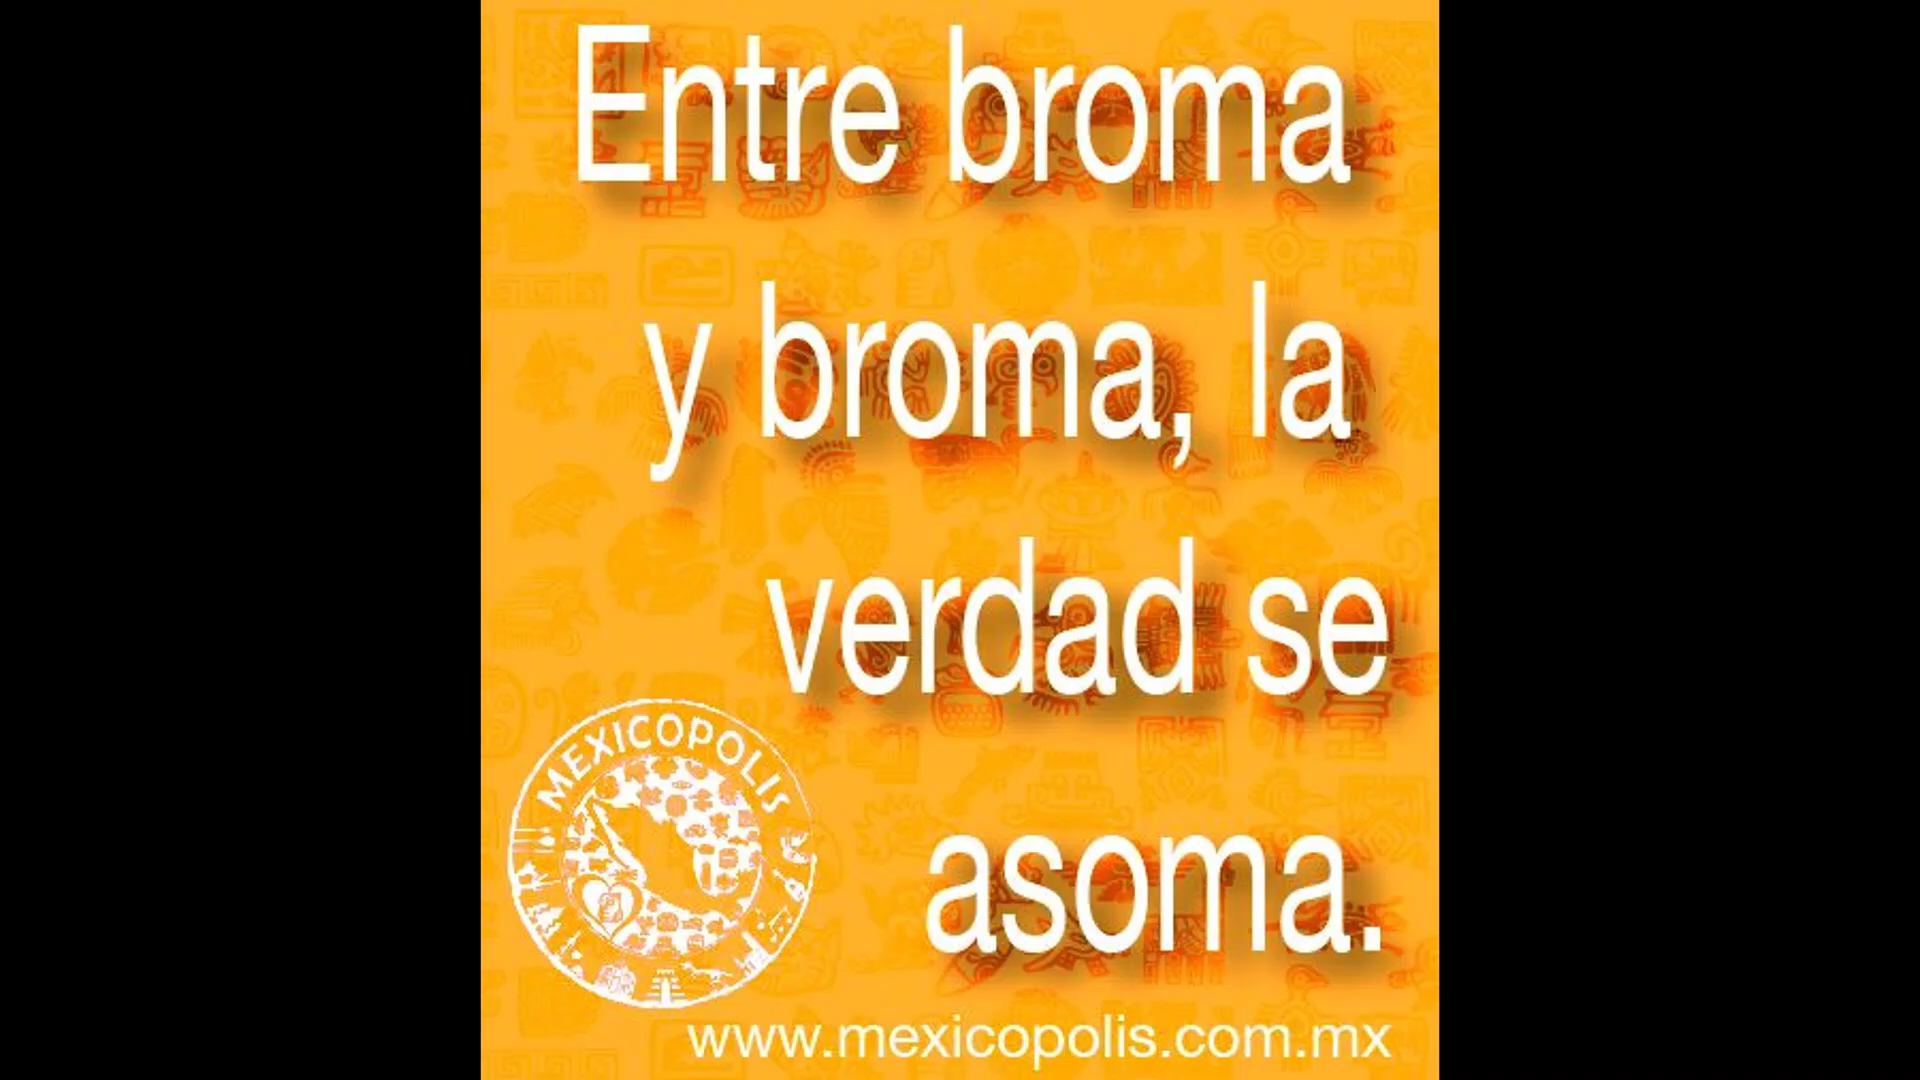 Entre broma
y broma, la
verdad se
asoma.
MEXICOPOLIS
www.mexicopolis.com.mx